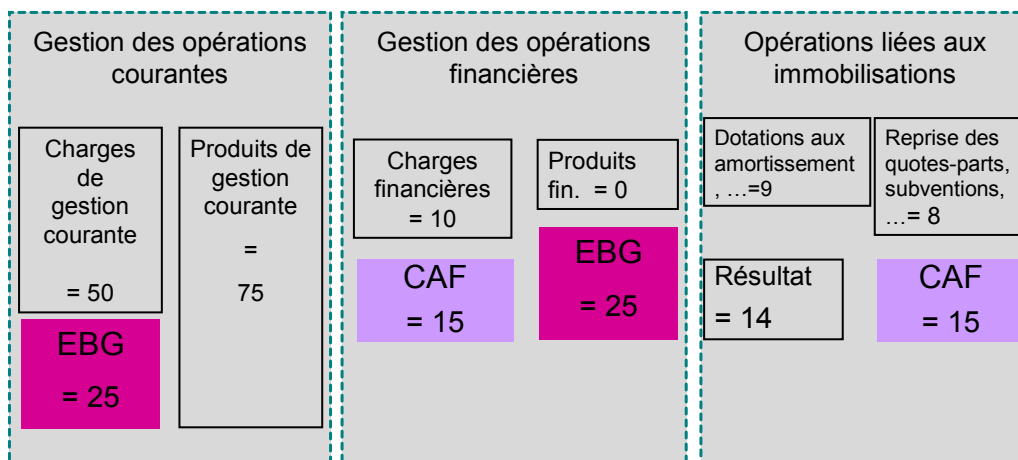 Gestion des opérations
courantes
Charges
de
gestion
courante
= 50
EBG
= 25
Produits de
gestion
courante
=
75
Gestion des opérations
financières
Charges
financières
= 10
CAF
= 15
Produits
fin. = 0
EBG
= 25
Opérations liées aux
immobilisations
Dotations aux
amortissement
, …=9
Résultat
= 14
Reprise des
quotes-parts,
subventions,
…= 8
CAF
= 15